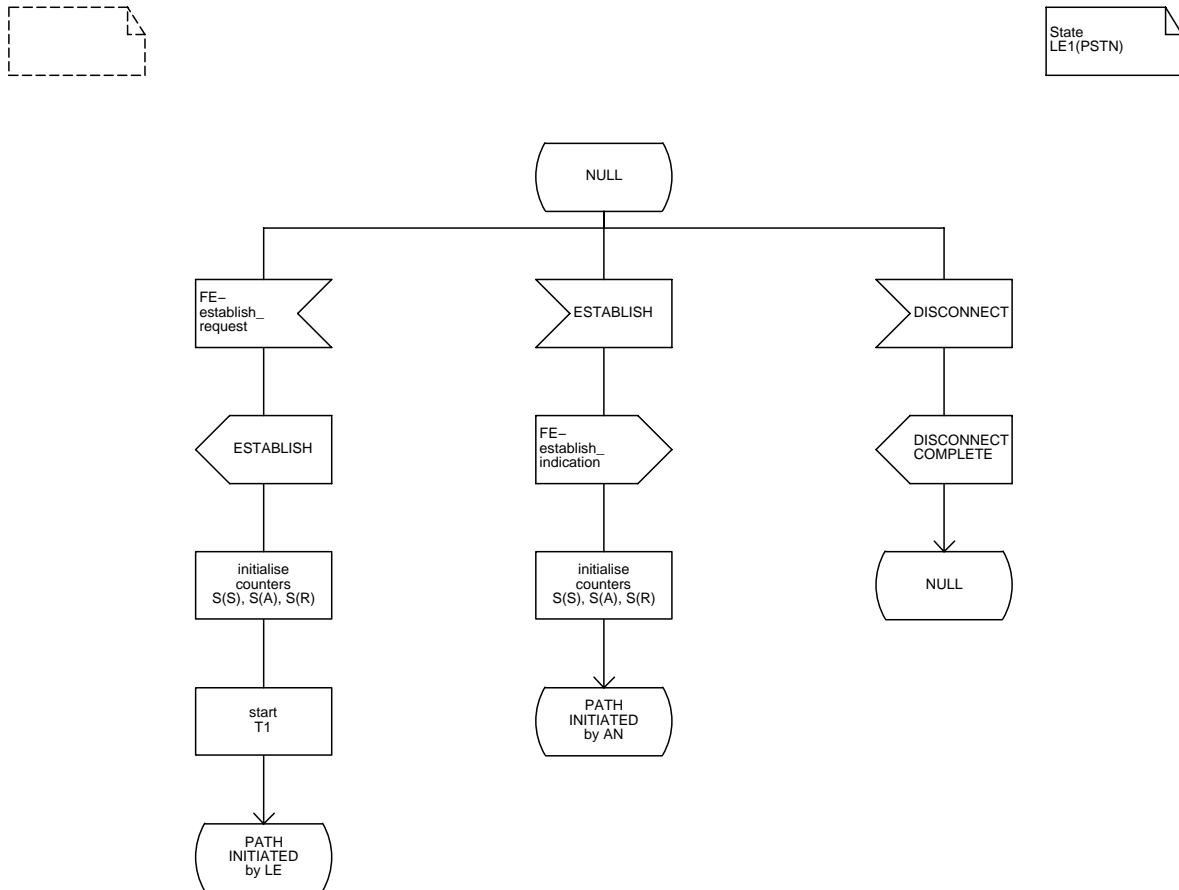 State
LE1(PSTN)
NULL
FE–
establish_
request
ESTABLISH
DISCONNECT
ESTABLISH
FE–
establish_
indication
DISCONNECT
COMPLETE
initialise
counters
S(S), S(A), S(R)
initialise
counters
S(S), S(A), S(R)
NULL
start
T1
PATH
INITIATED
by AN
PATH
INITIATED
by LE